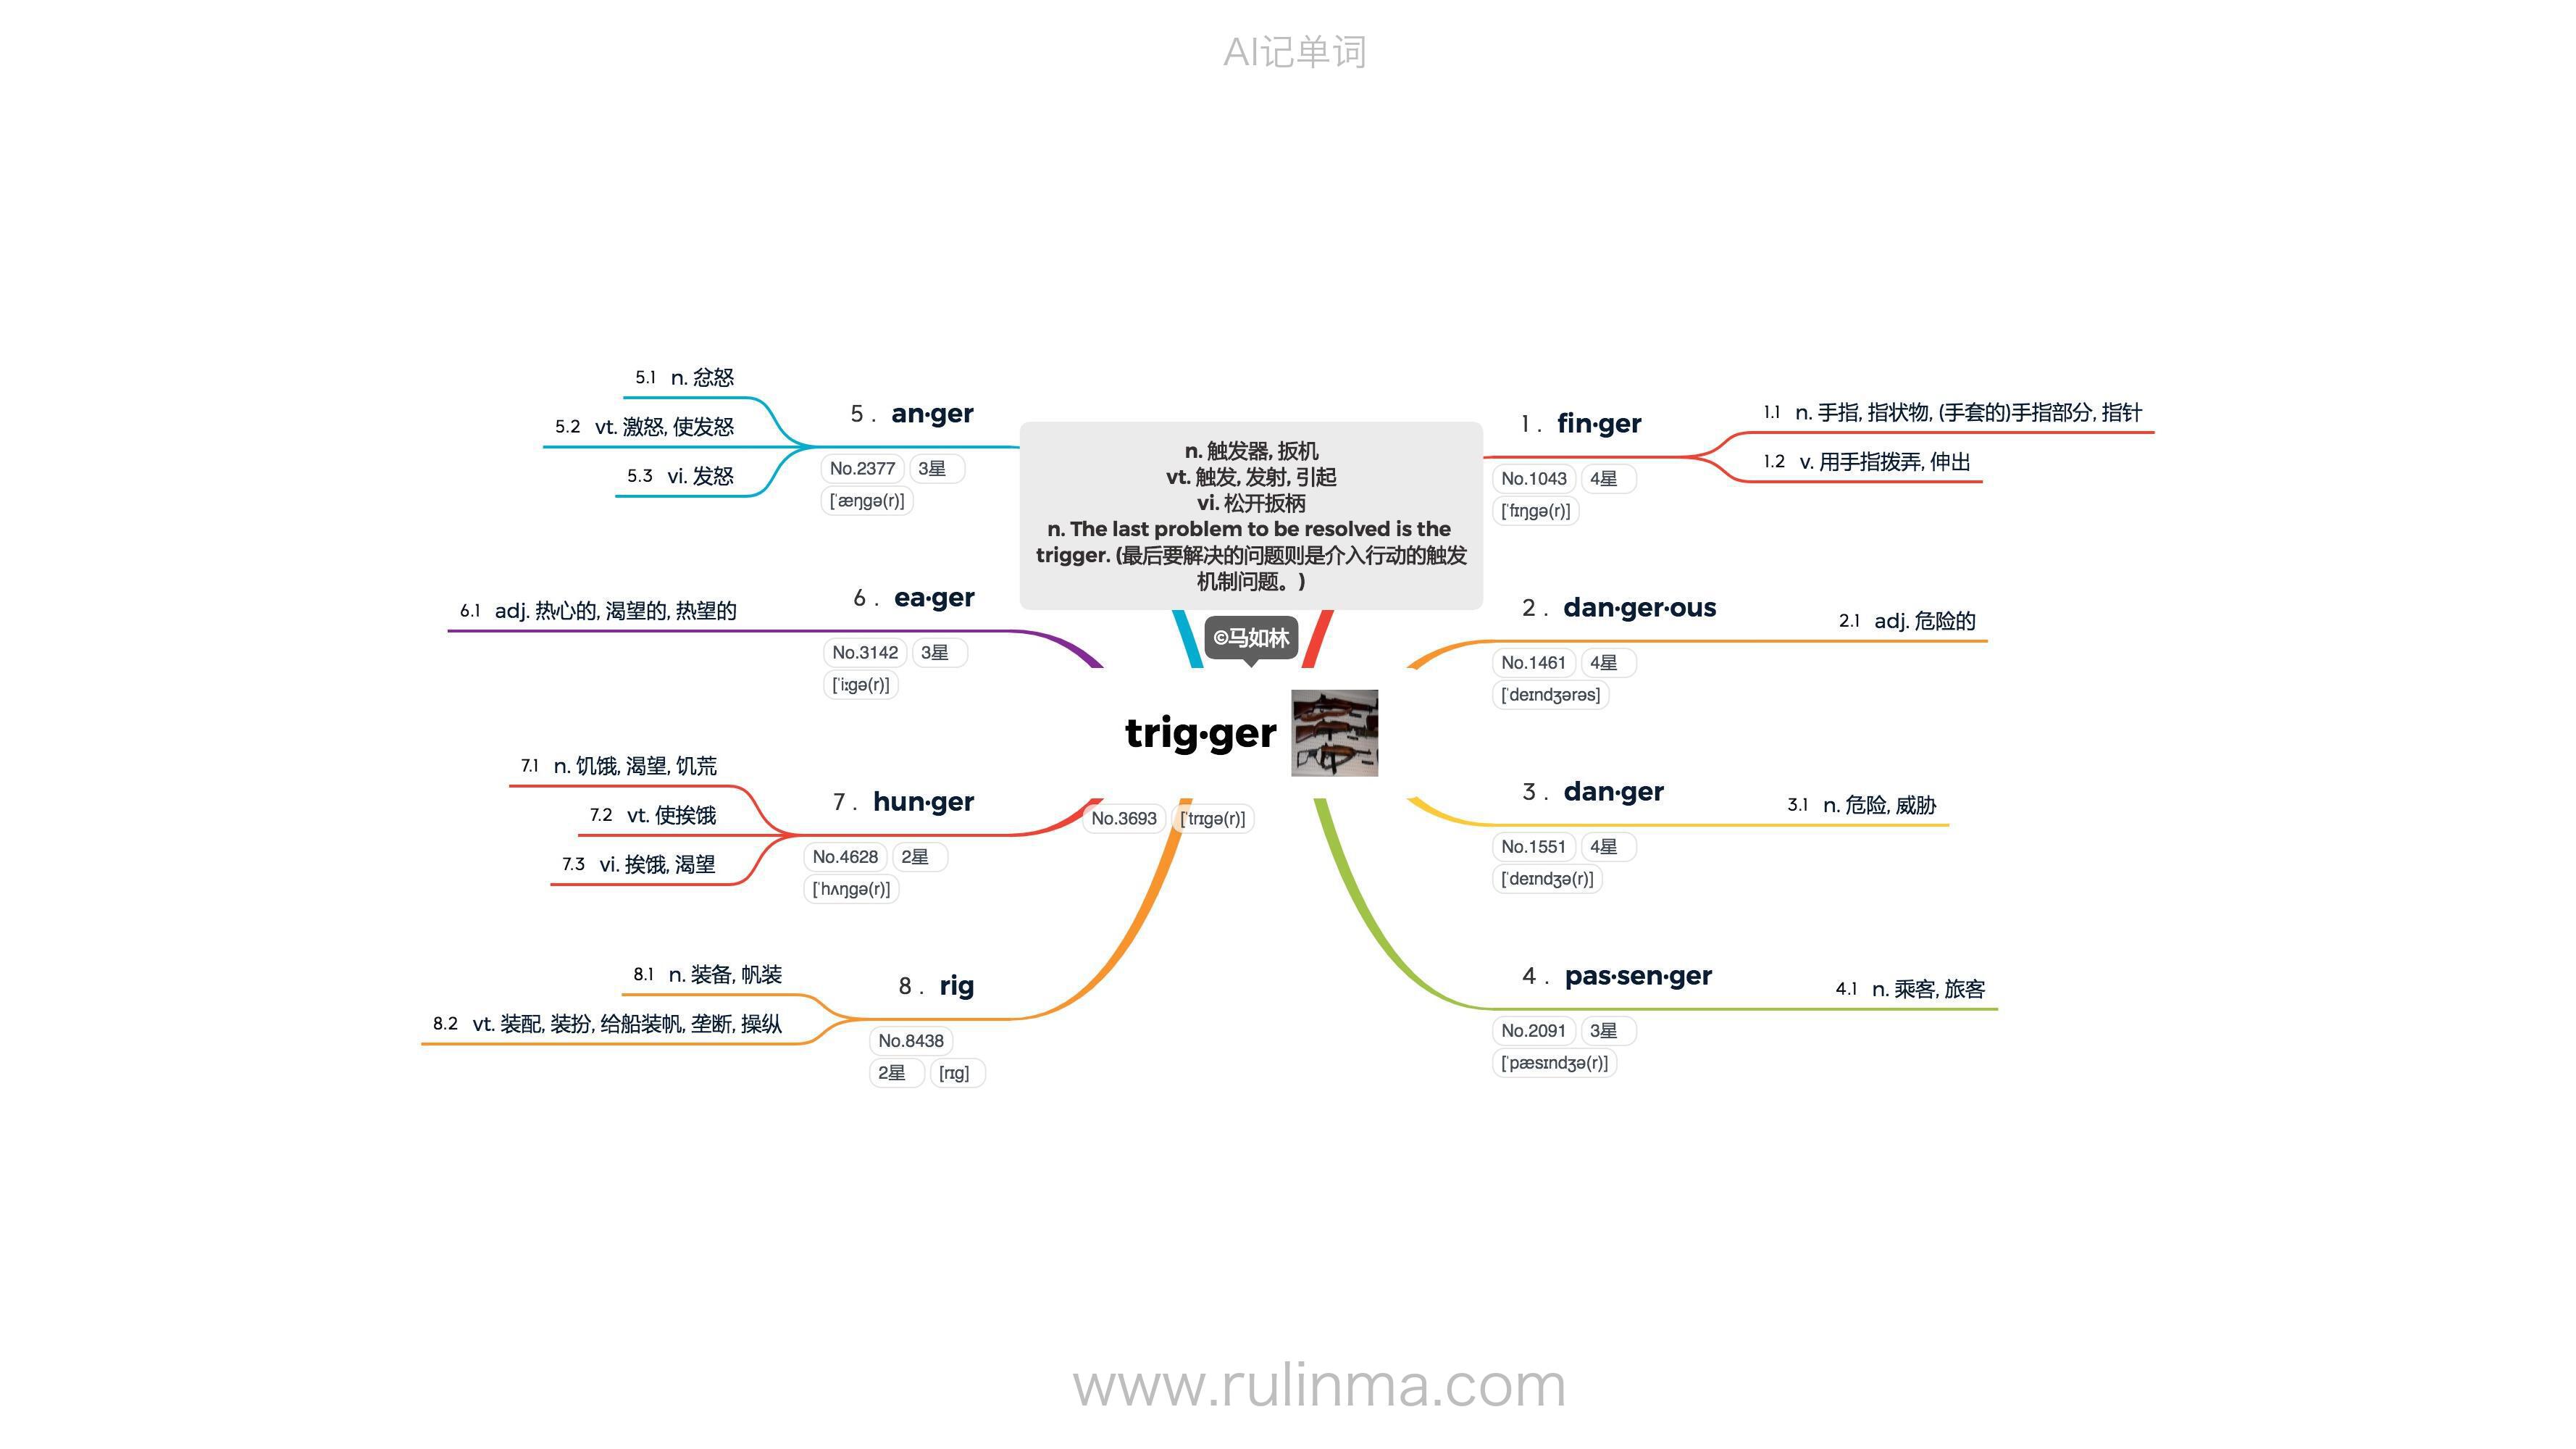 AI记单词
n. 触发器, 扳机
vt. 触发, 发射, 引起
vi. 松开扳柄
n. The last problem to be resolved is the
trigger. (最后要解决的问题则是介入行动的触发
机制问题。)
©马如林
trig·ger
No.3693 [ˈtrɪgə(r)]
1. fin·ger
No.1043 4星
[ˈfɪŋgə(r)]
1.1 n. 手指, 指状物, (手套的)手指部分, 指针
1.2 v. 用手指拨弄, 伸出
2. dan·ger·ous
No.1461 4星
[ˈdeɪndʒərəs]
2.1 adj. 危险的
3. dan·ger
No.1551 4星
[ˈdeɪndʒə(r)]
3.1 n. 危险, 威胁
4. pas·sen·ger
No.2091 3星
[ˈpæsɪndʒə(r)]
4.1 n. 乘客, 旅客
5. an·ger
No.2377 3星
[ˈæŋgə(r)]
5.1 n. 忿怒
5.2 vt. 激怒, 使发怒
5.3 vi. 发怒
6. ea·ger
No.3142 3星
[ˈiːgə(r)]
6.1 adj. 热心的, 渴望的, 热望的
7. hun·ger
No.4628 2星
[ˈhʌŋgə(r)]
7.1 n. 饥饿, 渴望, 饥荒
7.2 vt. 使挨饿
7.3 vi. 挨饿, 渴望
8. rig
No.8438
2星 [rɪg]
8.1 n. 装备, 帆装
8.2 vt. 装配, 装扮, 给船装帆, 垄断, 操纵
www.rulinma.com